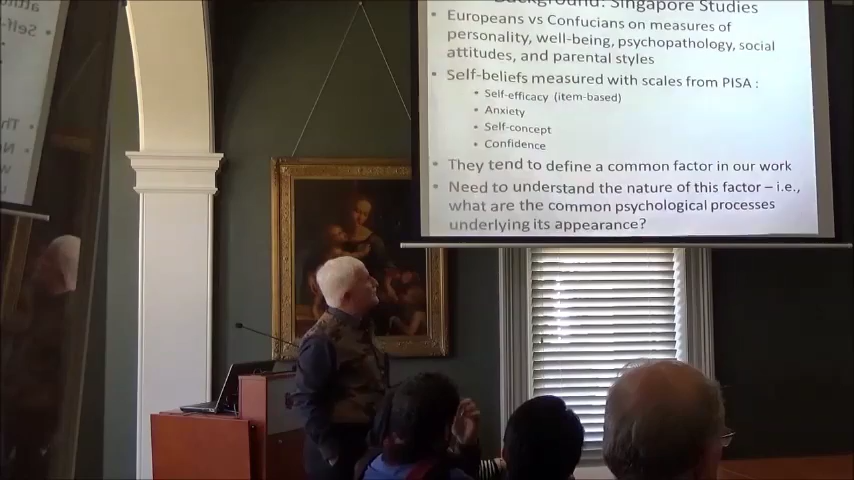 Background: Singapore Studies
• Europeans vs Confucians on measures of
personality, well-being, psychopathology, social
attitudes, and parental styles
• Self-beliefs measured with scales from PISA :
• Self-efficacy (item-based)
• Anxiety
• Self-concept
• Confidence
• They tend to define a common factor in our work
• Need to understand the nature of this factor – i.e.,
what are the common psychological processes
underlying its appearance?